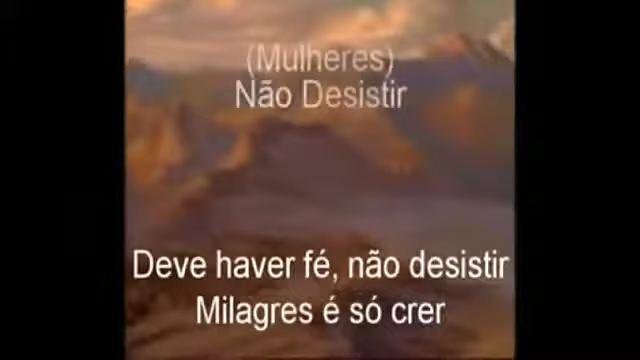 (Mulheres)
Não Desistir
Deve haver fé, não desistir
Milagres é só crer